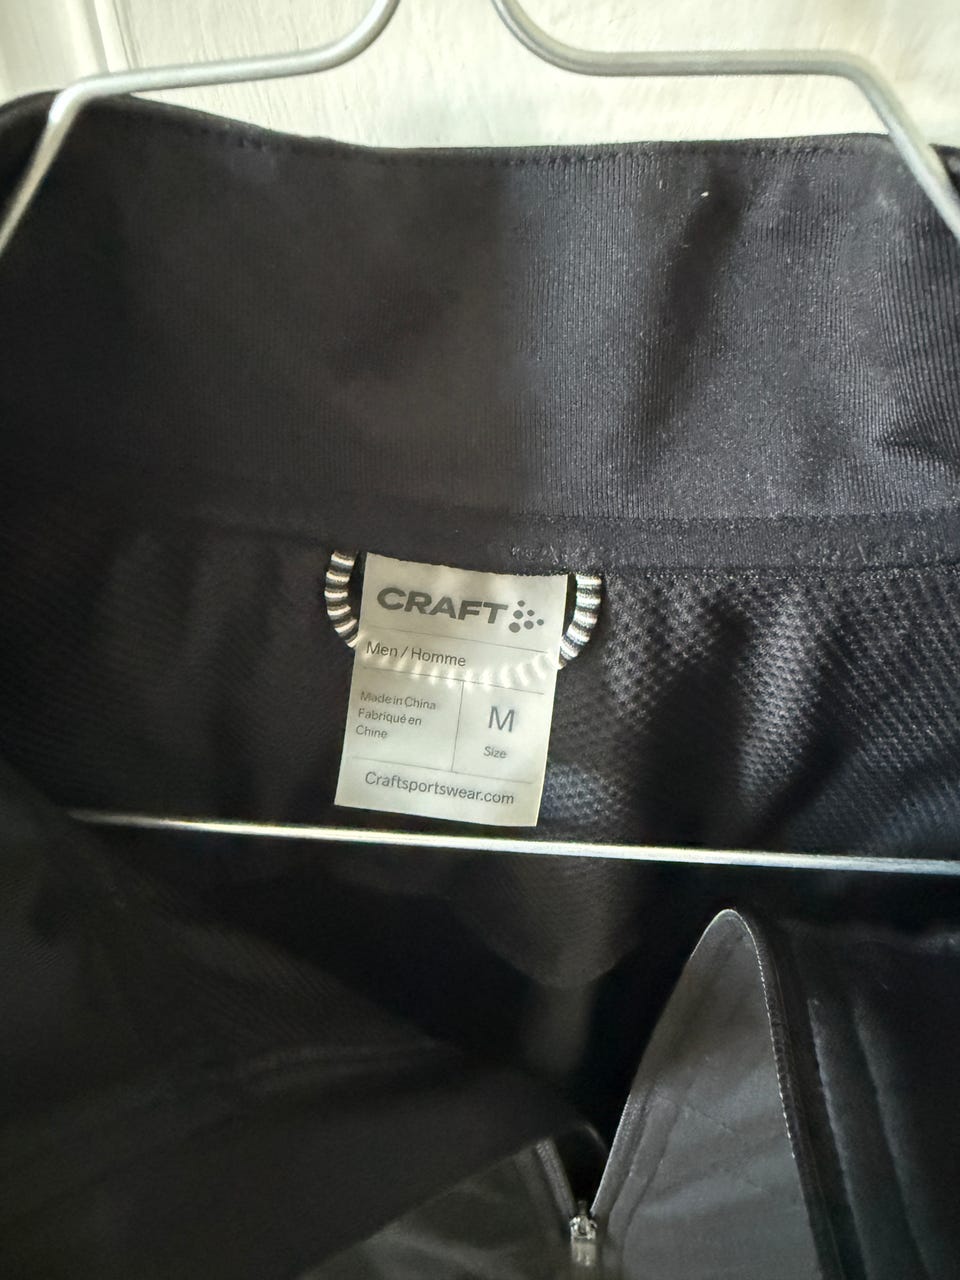 CRAFT
Men / Homme
Made in China
Fabriqué en
Chine
M
Size
Craftsportswear.com